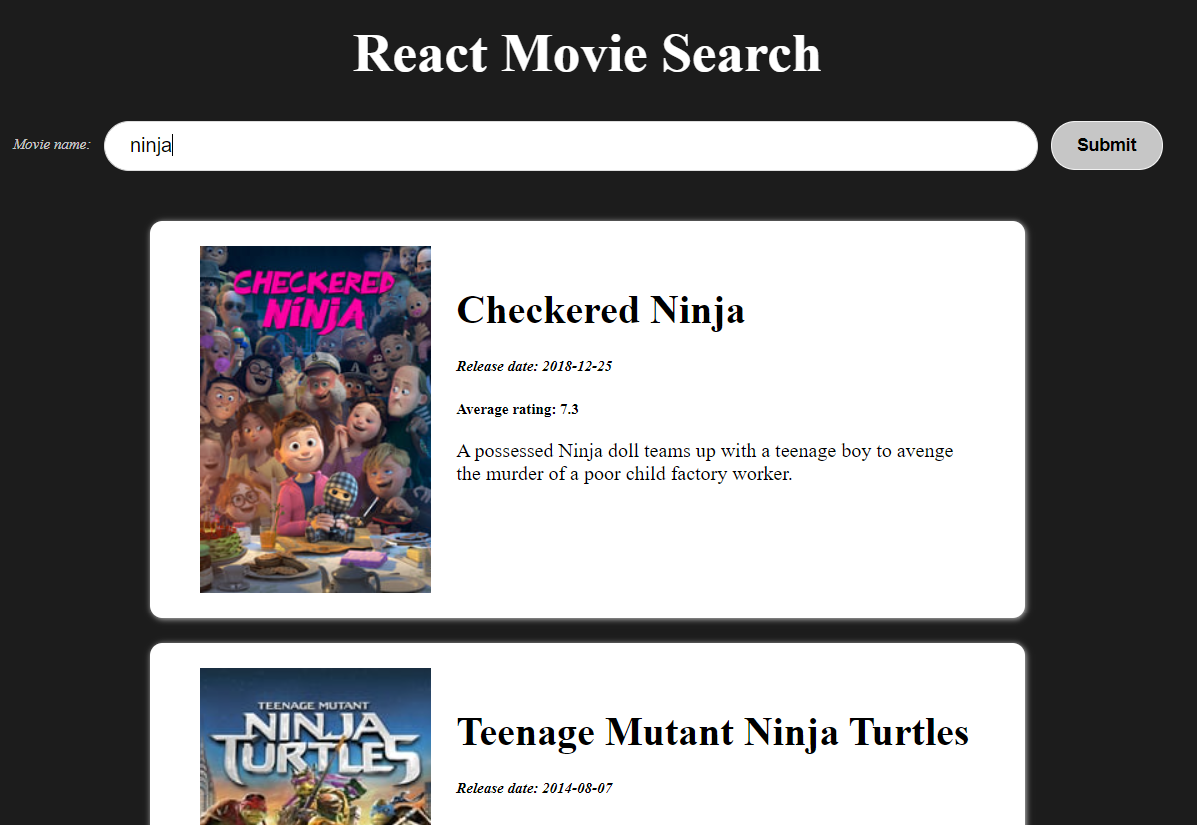 React Movie Search
Movie name:
ninja
Submit
CHECKERED
NINJA
Checkered Ninja
Release date: 2018-12-25
Average rating: 7.3
A possessed Ninja doll teams up with a teenage boy to avenge
the murder of a poor child factory worker.
TEENAGE MUTANT
NINJA
TURTLES
Teenage Mutant Ninja Turtles
Release date: 2014-08-07